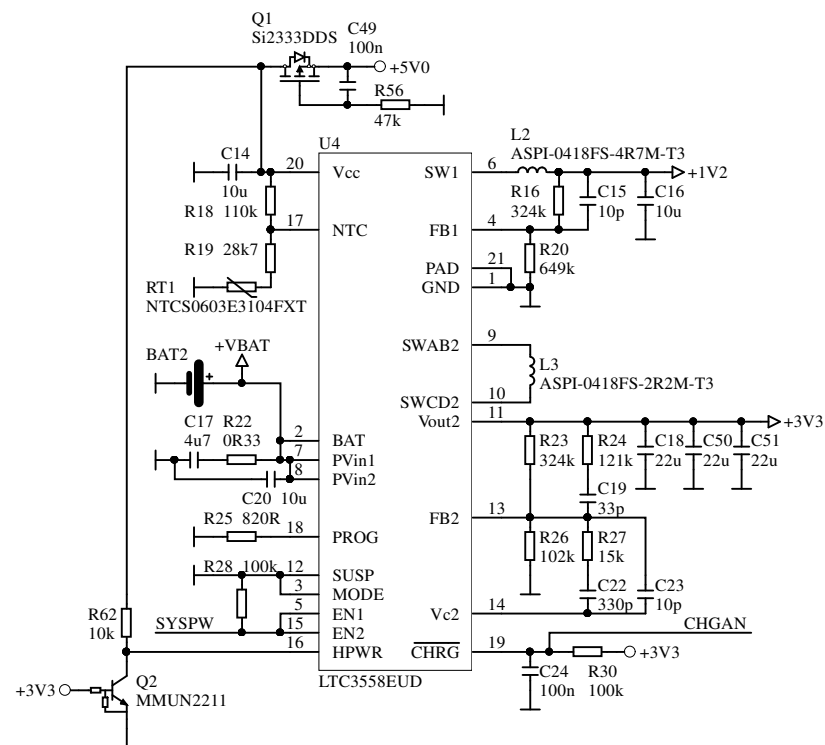 Q1
Si2333DDS
C49
100n
+5V0
R56
47k
U4
L2
ASPI-0418FS-4R7M-T3
C14
10u
20
Vcc
SW1
6
+1V2
R18
110k
R16
324k
C15
10p
C16
10u
17
NTC
FB1
4
R19
28k7
R20
649k
PAD
21
GND
1
RT1
NTCS0603E3104FXT
SWAB2
9
+VBAT
BAT2
+
L3
ASPI-0418FS-2R2M-T3
SWCD2
10
Vout2
11
+3V3
C17
4u7
R22
0R33
2
BAT
7
PVin1
8
PVin2
R23
324k
R24
121k
C18
22u
C50
22u
C51
22u
C20
10u
C19
33p
R25
820R
18
PROG
FB2
13
R26
102k
R27
15k
R28
100k
12
SUSP
3
MODE
C22
330p
C23
10p
5
EN1
Vc2
14
SYSPW
15
EN2
CHGAN
R62
10k
16
HPWR
CHRG
19
+3V3
LTC3558EUD
C24
100n
R30
100k
+3V3
Q2
MMUN2211